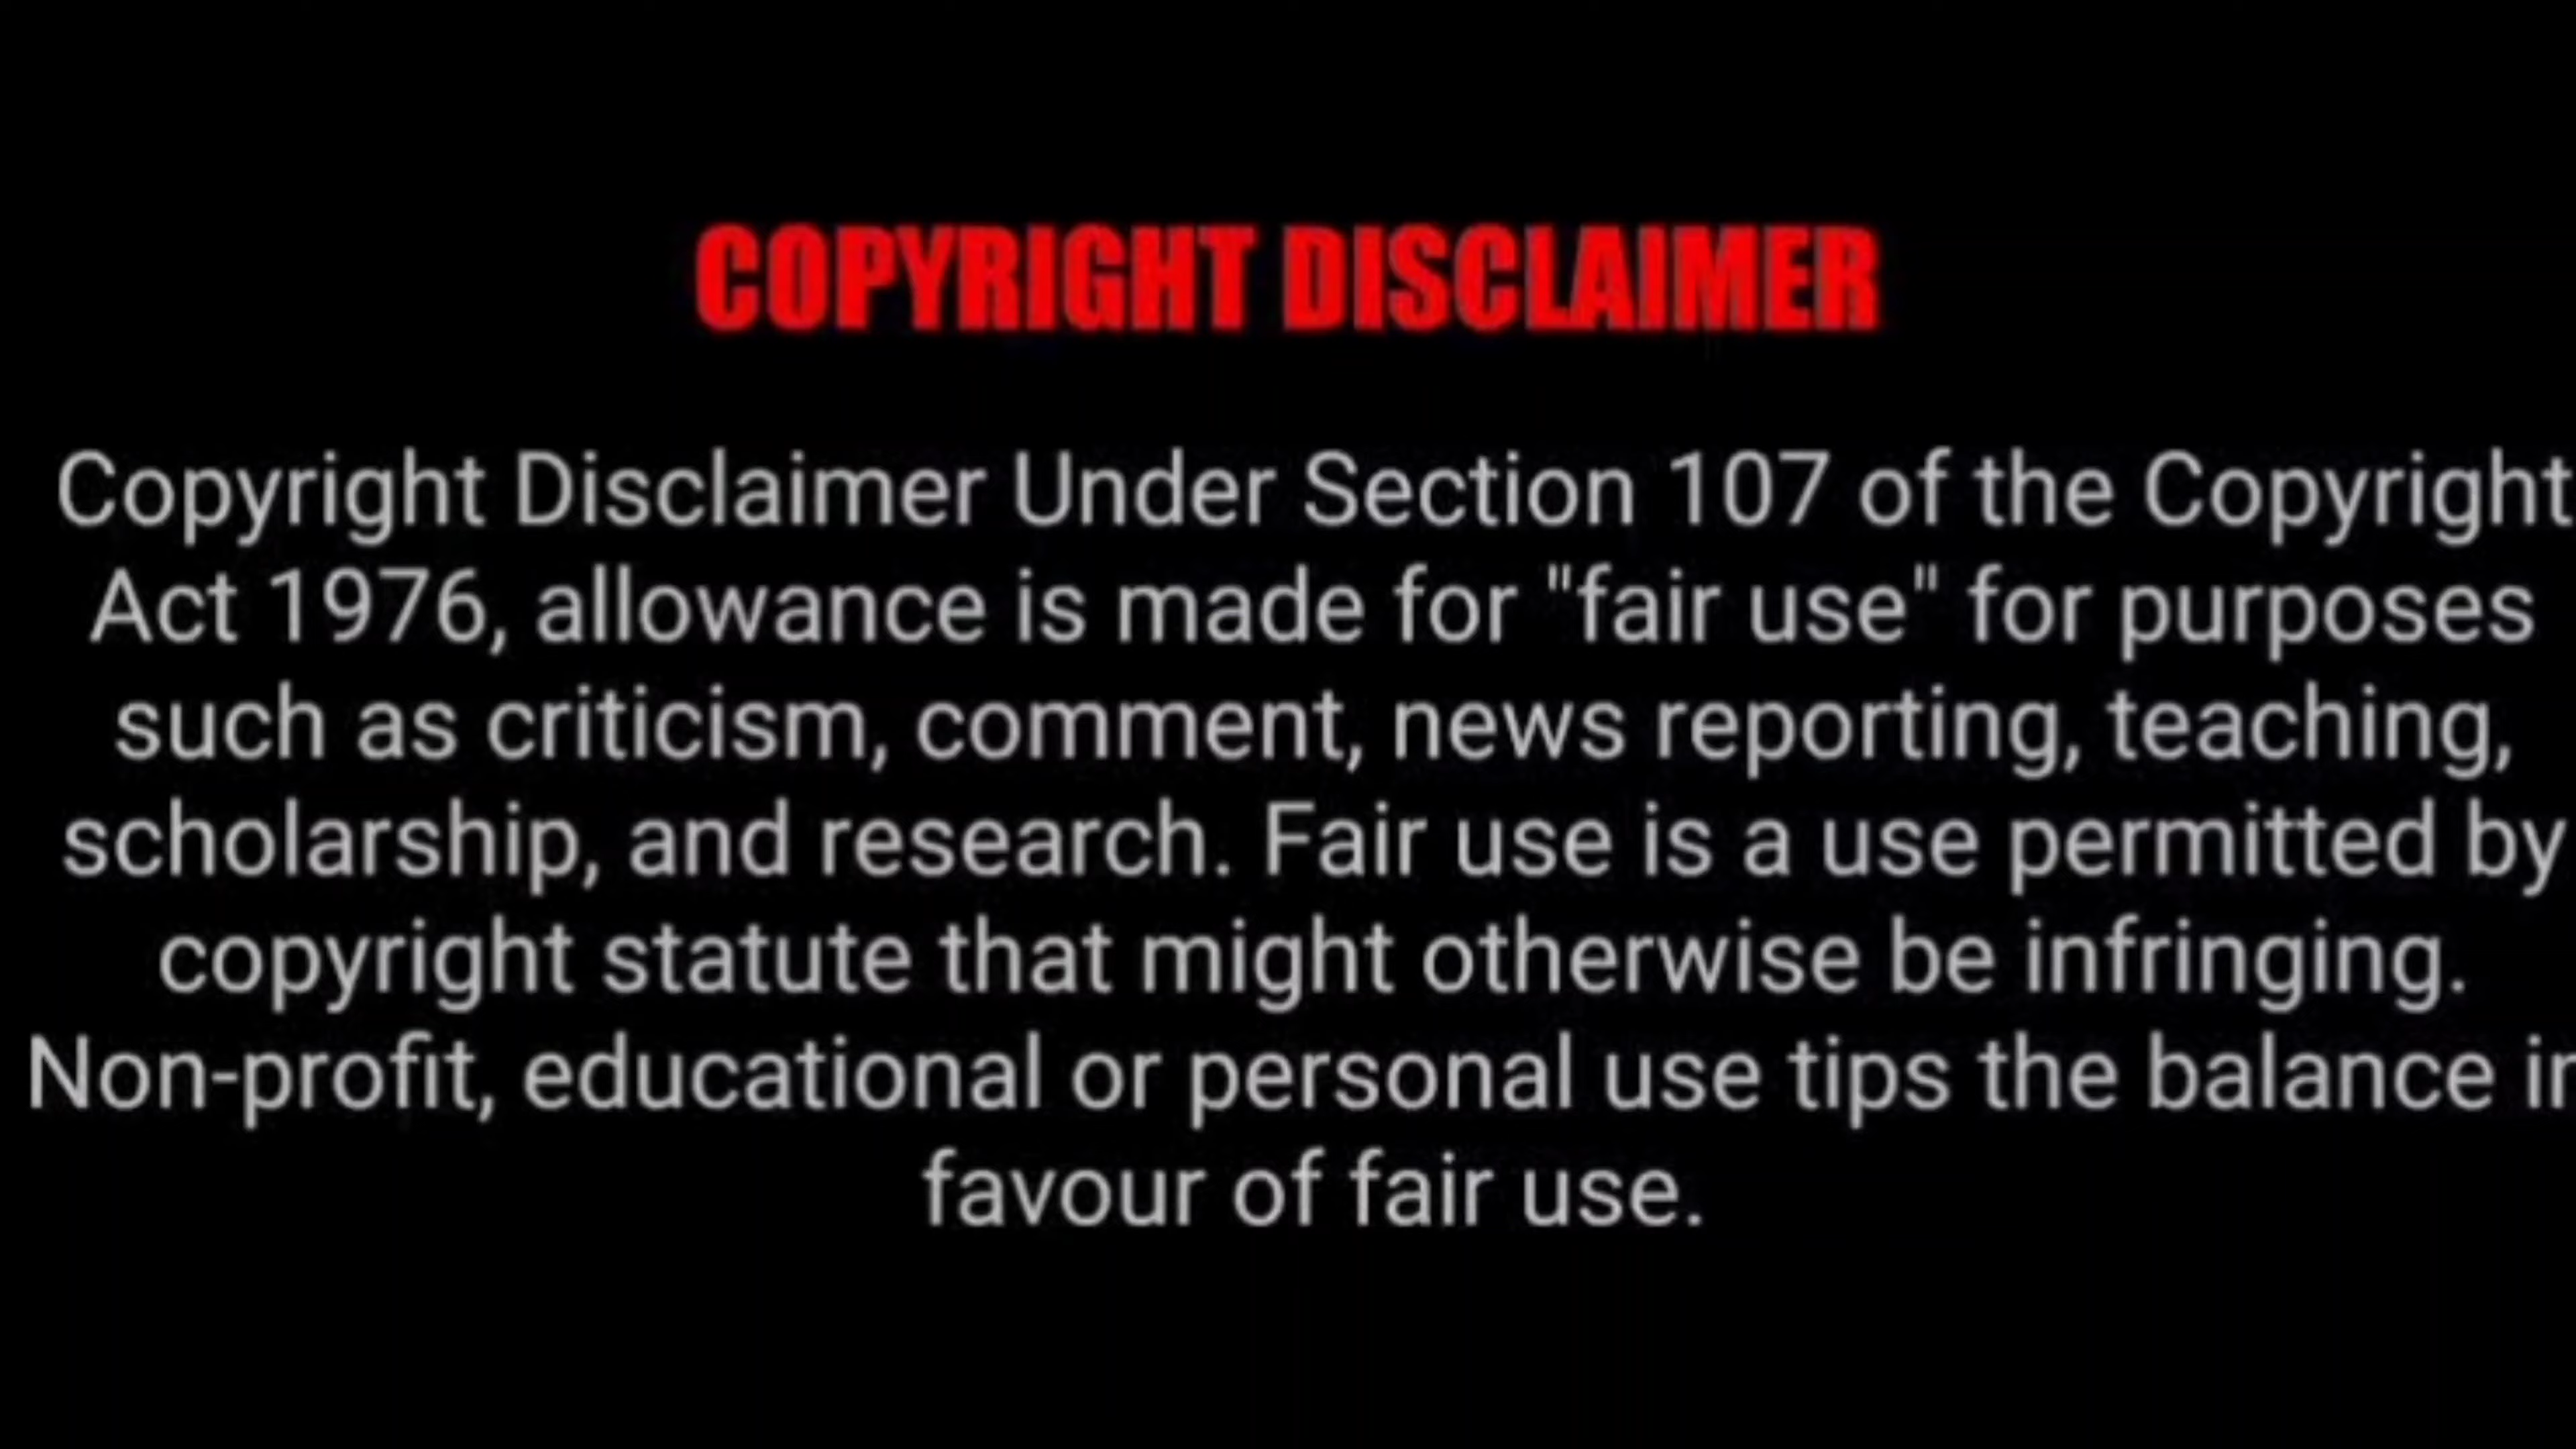 COPYRIGHT DISCLAIMER
Copyright Disclaimer Under Section 107 of the Copyright
Act 1976, allowance is made for "fair use" for purposes
such as criticism, comment, news reporting, teaching,
scholarship, and research. Fair use is a use permitted by
copyright statute that might otherwise be infringing.
Non-profit, educational or personal use tips the balance in
favour of fair use.